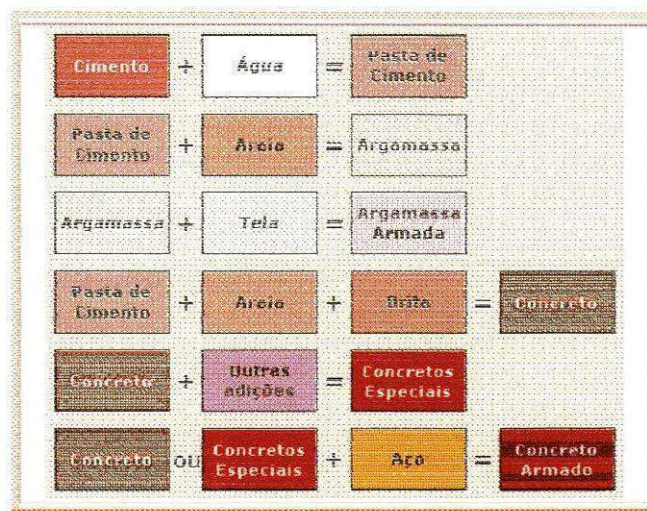 Cimento + Água = Pasta de Cimento
Pasta de Cimento + Areia = Argamassa
Argamassa + Tela = Argamassa Armada
Pasta de Cimento + Areia + Brita = Concreto
Concreto + Outras adições = Concretos Especiais
Concreto ou Concretos Especiais + Aço = Concreto Armado